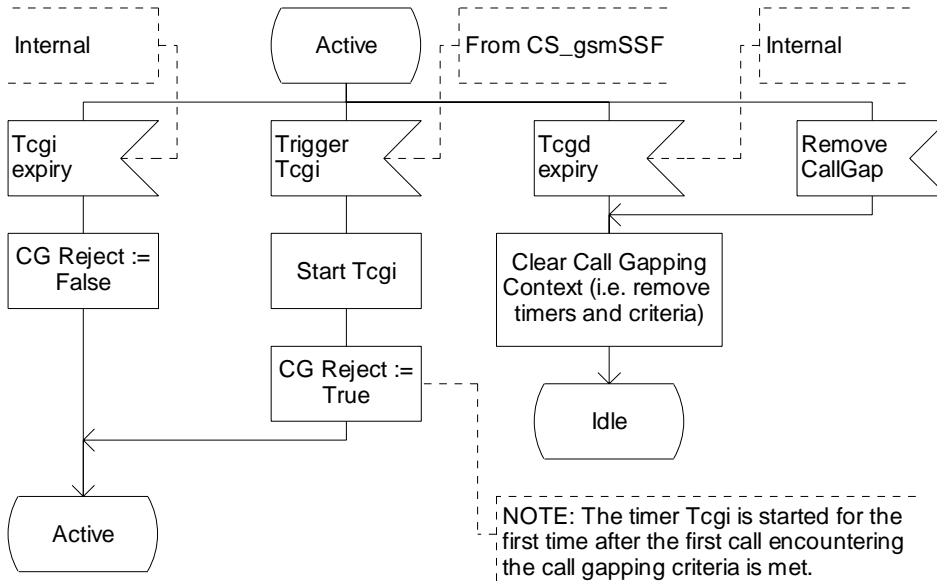 Internal
Active
From CS_gsmSSF
Internal
Tcgi
expiry
Trigger
Tcgi
Tcgd
expiry
Remove
CallGap
CG Reject :=
False
Start Tcgi
Clear Call Gapping
Context (i.e. remove
timers and criteria)
CG Reject :=
True
Idle
Active
NOTE: The timer Tcgi is started for the
first time after the first call encountering
the call gapping criteria is met.